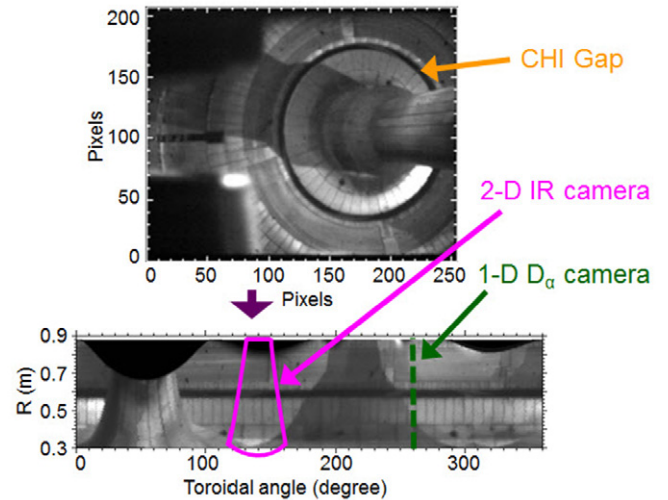 200
150
100
50
0
Pixels
0 50 100 150 200 250
Pixels
CHI Gap
2-D IR camera
1-D Dα camera
0.9
0.7
0.5
0.3
R (m)
0 100 200 300
Toroidal angle (degree)